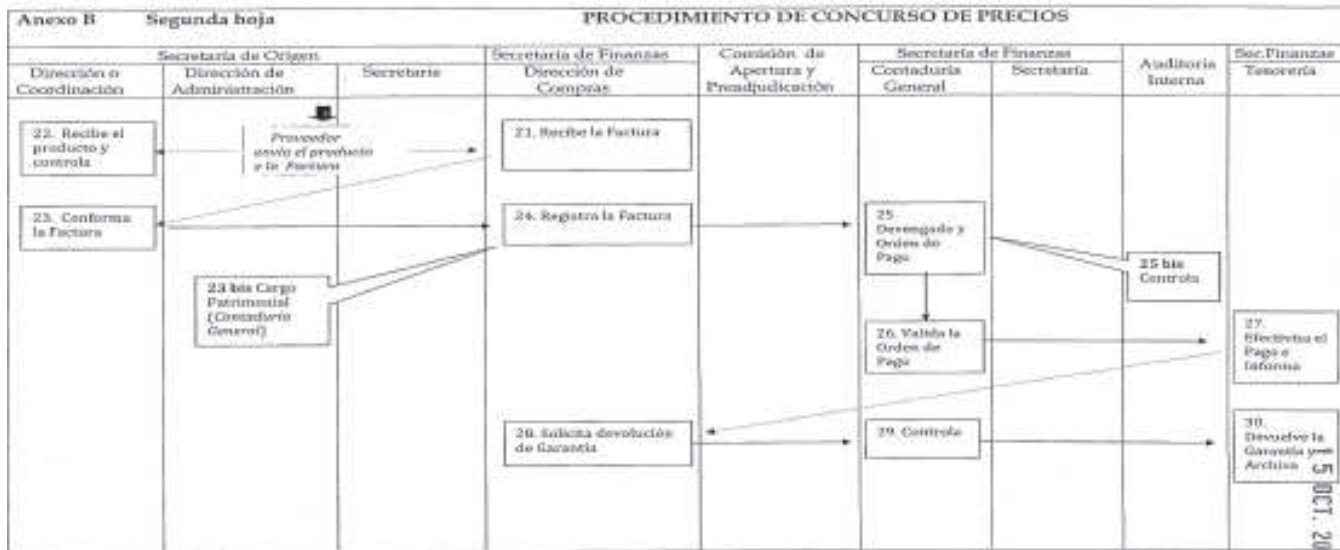 Anexo B Segunda hoja PROCEDIMIENTO DE CONCURSO DE PRECIOS
Secretaría de Origen Secretaría de Finanzas Comisión de Apertura y Preadjudicación Secretaría de Finanzas Auditoría Interna Sec.Finanzas
Dirección o Coordinación
Dirección de Administración
Secretaría
Dirección de Compras
Contaduría General
Secretaría
Tesorería
22. Recibe el
producto y
controla
Proveedor
envía el producto
y la Factura
21. Recibe la Factura
23. Conforma
la Factura
24. Registra la Factura
25
Devengado y
Orden de
Pago
23 bis Cargo
Patrimonial
(Contaduría
General)
25 bis
Controla
26. Valida la
Orden de
Pago
27.
Efectiviza el
Pago e
Informa
28. Solicita devolución
de Garantía
29. Controla
30.
Devuelve la
Garantía y
Archiva
5 OCT. 20